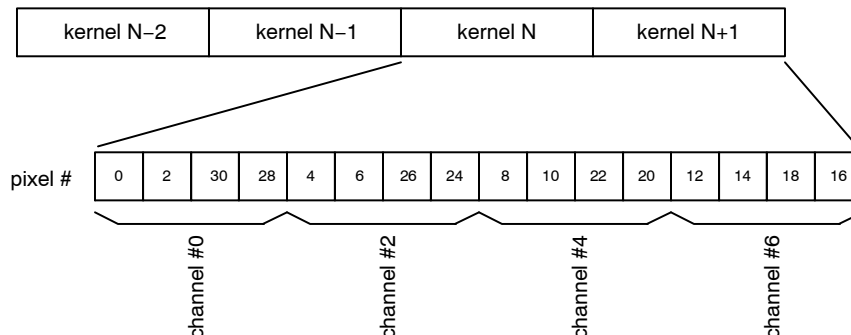 kernel N−2 kernel N−1 kernel N kernel N+1
pixel # 0 2 30 28 4 6 26 24 8 10 22 20 12 14 18 16
channel #0
channel #2
channel #4
channel #6